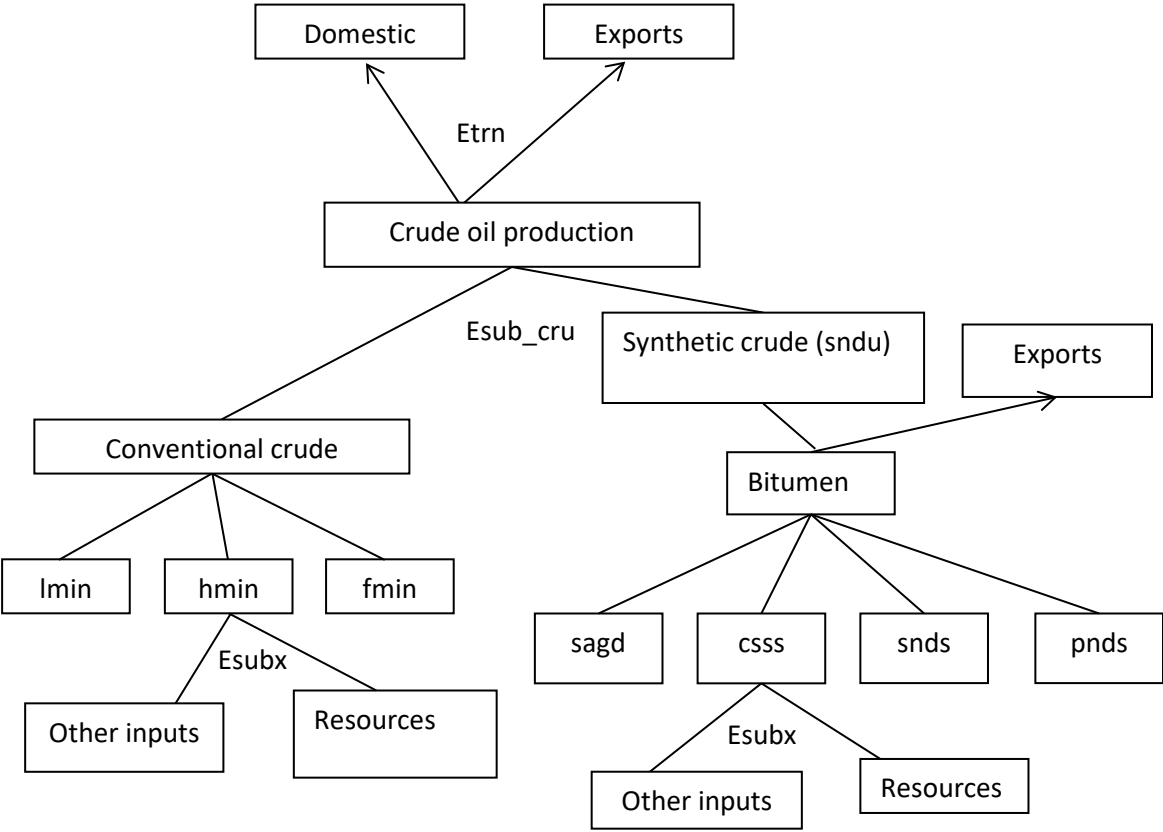 Domestic
Exports
Etrn
Crude oil production
Esub_cru
Synthetic crude (sndu)
Exports
Conventional crude
Bitumen
lmin
hmin
fmin
sagd
csss
snds
pnds
Esubx
Other inputs
Resources
Esubx
Other inputs
Resources